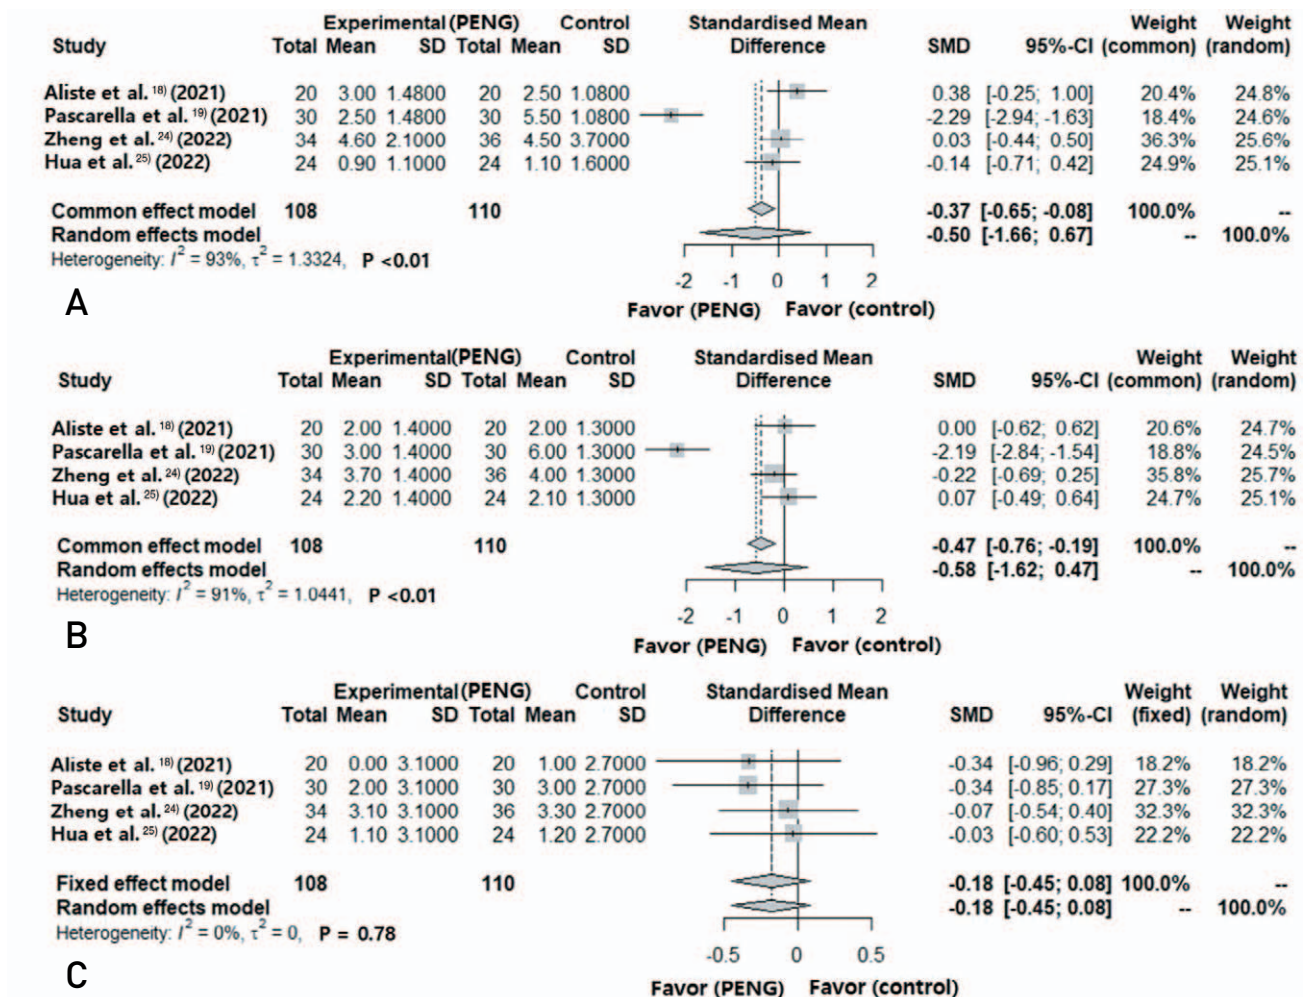 Experimental (PENG) Control Standardised Mean Weight Weight
Study Total Mean SD Total Mean SD Difference SMD 95%-CI (common) (random)
Aliste et al. 18) (2021) 20 3.00 1.4800 20 2.50 1.0800 0.38 [-0.25; 1.00] 20.4% 24.8%
Pascarella et al. 19) (2021) 30 2.50 1.4800 30 5.50 1.0800 -2.29 [-2.94; -1.63] 18.4% 24.6%
Zheng et al. 24) (2022) 34 4.60 2.1000 36 4.50 3.7000 0.03 [-0.44; 0.50] 36.3% 25.6%
Hua et al. 25) (2022) 24 0.90 1.1000 24 1.10 1.6000 -0.14 [-0.71; 0.42] 24.9% 25.1%
Common effect model 108 110 -0.37 [-0.65; -0.08] 100.0% --
Random effects model -0.50 [-1.66; 0.67] -- 100.0%
Heterogeneity: I² = 93%, τ² = 1.3324, P <0.01
-2 -1 0 1 2
A Favor (PENG) Favor (control)
Experimental(PENG) Control Standardised Mean Weight Weight
Study Total Mean SD Total Mean SD Difference SMD 95%-CI (common) (random)
Aliste et al. 18) (2021) 20 2.00 1.4000 20 2.00 1.3000 0.00 [-0.62; 0.62] 20.6% 24.7%
Pascarella et al. 19) (2021) 30 3.00 1.4000 30 6.00 1.3000 -2.19 [-2.84; -1.54] 18.8% 24.5%
Zheng et al. 24) (2022) 34 3.70 1.4000 36 4.00 1.3000 -0.22 [-0.69; 0.25] 35.8% 25.7%
Hua et al. 25) (2022) 24 2.20 1.4000 24 2.10 1.3000 0.07 [-0.49; 0.64] 24.7% 25.1%
Common effect model 108 110 -0.47 [-0.76; -0.19] 100.0% --
Random effects model -0.58 [-1.62; 0.47] -- 100.0%
Heterogeneity: I² = 91%, τ² = 1.0441, P <0.01
-2 -1 0 1 2
B Favor (PENG) Favor (control)
Experimental(PENG) Control Standardised Mean Weight Weight
Study Total Mean SD Total Mean SD Difference SMD 95%-CI (fixed) (random)
Aliste et al. 18) (2021) 20 0.00 3.1000 20 1.00 2.7000 -0.34 [-0.96; 0.29] 18.2% 18.2%
Pascarella et al. 19) (2021) 30 2.00 3.1000 30 3.00 2.7000 -0.34 [-0.85; 0.17] 27.3% 27.3%
Zheng et al. 24) (2022) 34 3.10 3.1000 36 3.30 2.7000 -0.07 [-0.54; 0.40] 32.3% 32.3%
Hua et al. 25) (2022) 24 1.10 3.1000 24 1.20 2.7000 -0.03 [-0.60; 0.53] 22.2% 22.2%
Fixed effect model 108 110 -0.18 [-0.45; 0.08] 100.0% --
Random effects model -0.18 [-0.45; 0.08] -- 100.0%
Heterogeneity: I² = 0%, τ² = 0, P = 0.78
-0.5 0 0.5
C Favor (PENG) Favor (control)